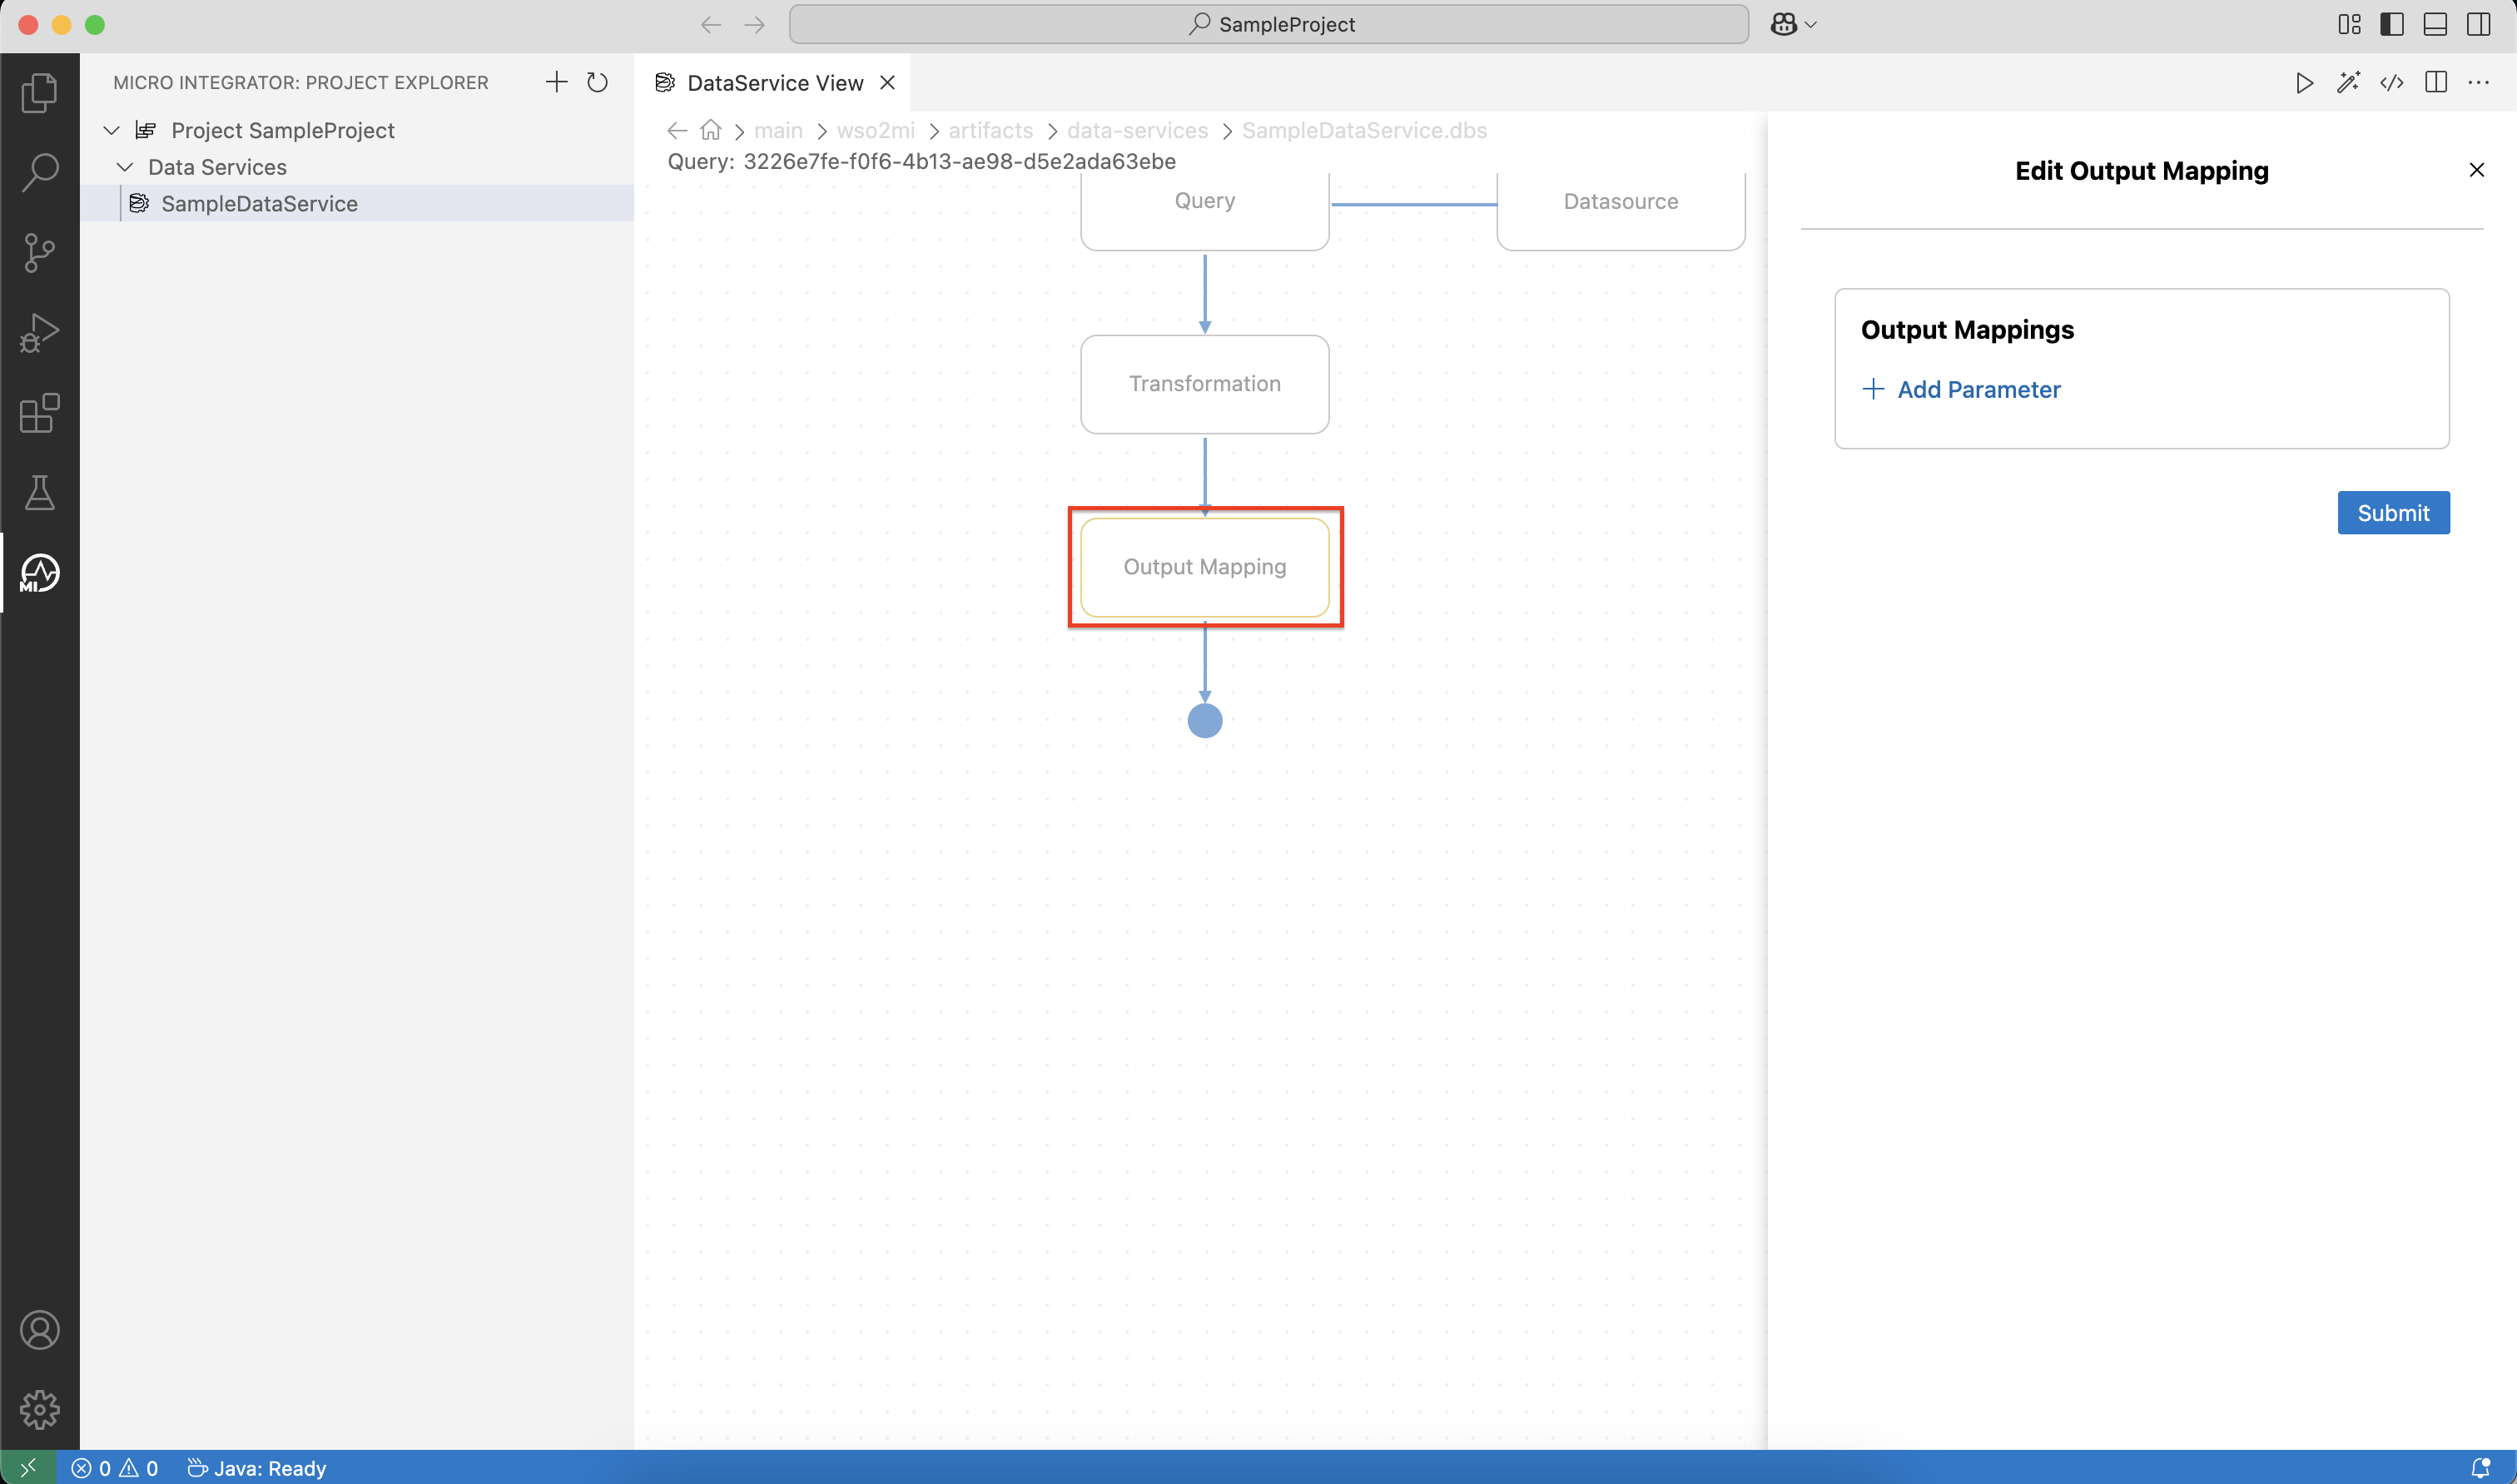 SampleProject
MICRO INTEGRATOR: PROJECT EXPLORER
Project SampleProject
Data Services
SampleDataService
DataService View
main > wso2mi > artifacts > data-services > SampleDataService.dbs
Query: 3226e7fe-f0f6-4b13-ae98-d5e2ada63ebe
Query
Datasource
Transformation
Output Mapping
Edit Output Mapping
Output Mappings
Add Parameter
Submit
MI
0 0 Java: Ready